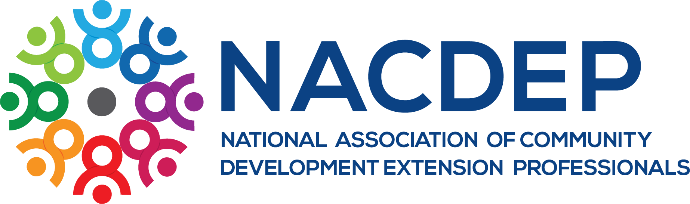 NACDEP
NATIONAL ASSOCIATION OF COMMUNITY
DEVELOPMENT EXTENSION PROFESSIONALS